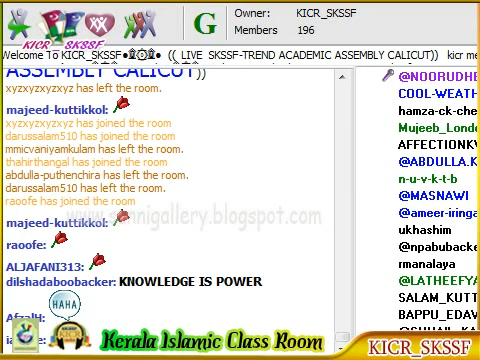 G
Owner: KICR_SKSSF
Members 196
KICR_SKSSF
Welcome To KICR_SKSSF (( LIVE SKSSF-TREND ACADEMIC ASSEMBLY CALICUT)) kicr me
ASSEMBLY CALICUT))
xyzxyzxyzxyz has left the room.
majeed-kuttikkol:
xyzxyzxyzxyz has joined the room
darussalam510 has joined the room
mmicvaniyamkulam has left the room.
thahirthangal has joined the room
abdulla-puthenchira has left the room.
darussalam510 has left the room.
raoofe has joined the room
www.sunnigallery.blogspot.com
majeed-kuttikkol:
raoofe:
ALJAFANI313:
dilshadaboobacker: KNOWLEDGE IS POWER
HAHA
AfzalH:
@NOORUDHE
COOL-WEATH
hamza-ck-che
Mujeeb_Londo
AFFECTIONKV
@ABDULLA.K
n-u-v-k-t-b
@MASNAWI
@ameer-iringa
ukhashim
@npabubacke
rmanalaya
@LATHEEFYA
SALAM_KUTT
BAPPU_EDAV
Kerala Islamic Class Room
KICR_SKSSF